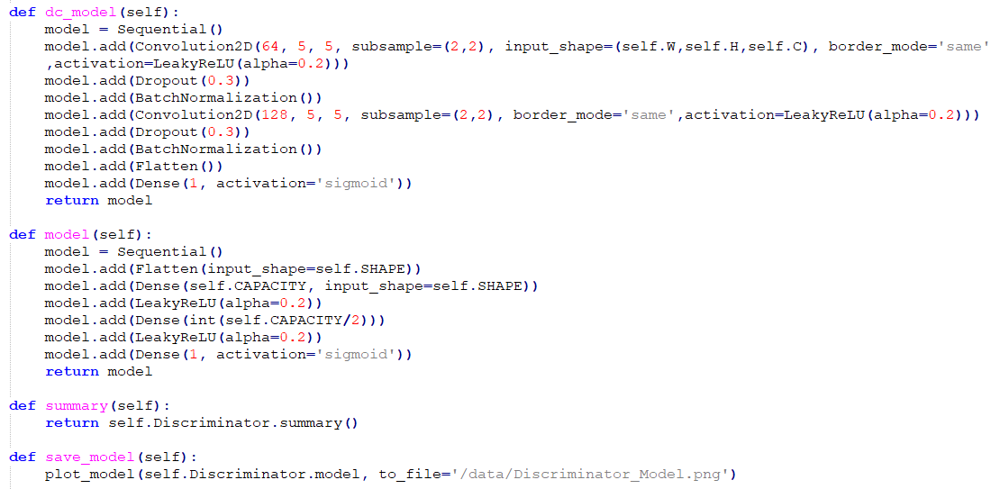 def dc_model(self):
    model = Sequential()
    model.add(Convolution2D(64, 5, 5, subsample=(2,2), input_shape=(self.W,self.H,self.C), border_mode='same'
    ,activation=LeakyReLU(alpha=0.2)))
    model.add(Dropout(0.3))
    model.add(BatchNormalization())
    model.add(Convolution2D(128, 5, 5, subsample=(2,2), border_mode='same',activation=LeakyReLU(alpha=0.2)))
    model.add(Dropout(0.3))
    model.add(BatchNormalization())
    model.add(Flatten())
    model.add(Dense(1, activation='sigmoid'))
    return model

def model(self):
    model = Sequential()
    model.add(Flatten(input_shape=self.SHAPE))
    model.add(Dense(self.CAPACITY, input_shape=self.SHAPE))
    model.add(LeakyReLU(alpha=0.2))
    model.add(Dense(int(self.CAPACITY/2)))
    model.add(LeakyReLU(alpha=0.2))
    model.add(Dense(1, activation='sigmoid'))
    return model

def summary(self):
    return self.Discriminator.summary()

def save_model(self):
    plot_model(self.Discriminator.model, to_file='/data/Discriminator_Model.png')